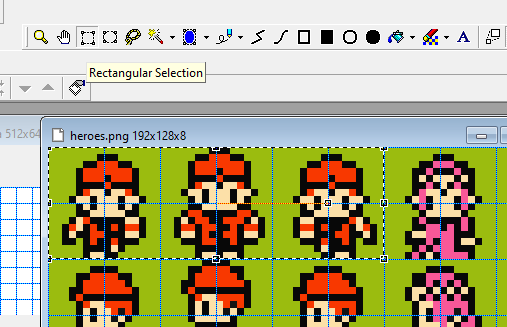 A
Rectangular Selection
512x64
heroes.png 192x128x8